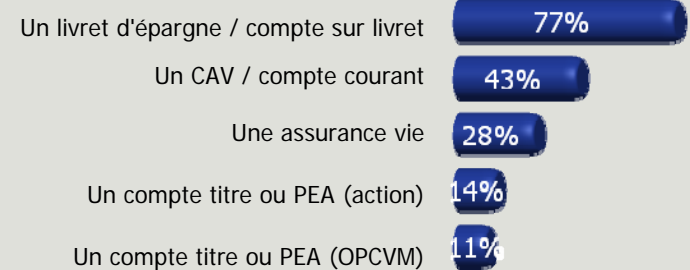 Un livret d'épargne / compte sur livret 77%
Un CAV / compte courant 43%
Une assurance vie 28%
Un compte titre ou PEA (action) 14%
Un compte titre ou PEA (OPCVM) 11%